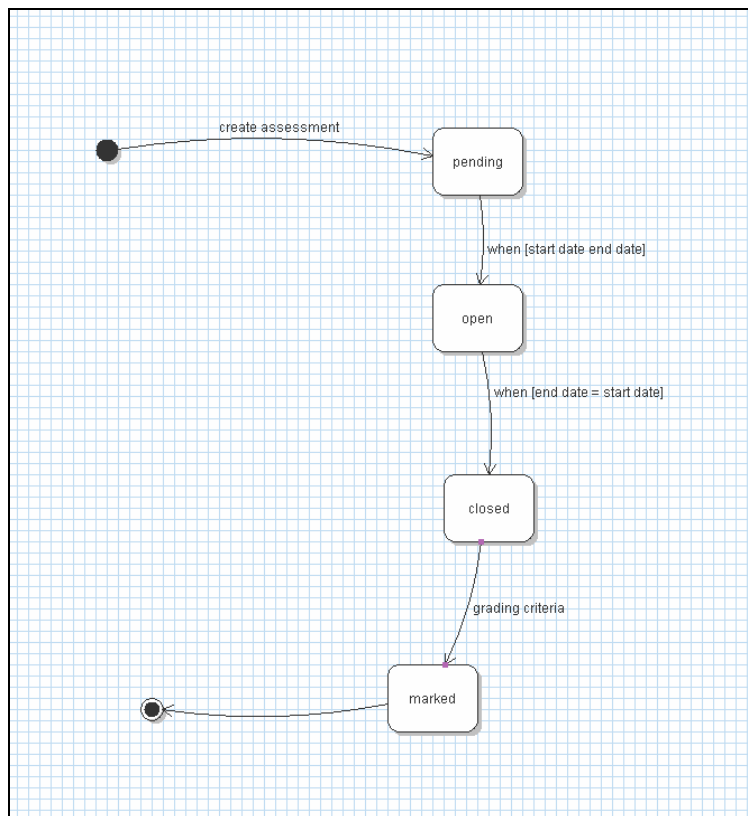 create assessment
pending
when [start date end date]
open
when [end date = start date]
closed
grading criteria
marked